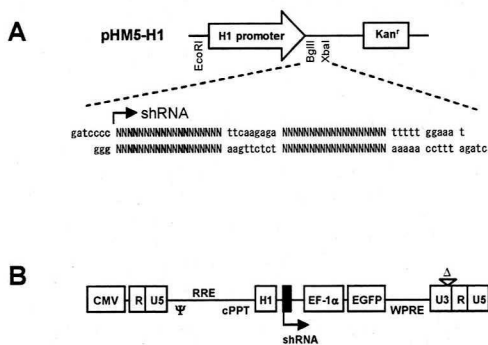 A
pHM5-H1
H1 promoter
Kanʳ
EcoRI
BglII
XbaI
shRNA
gatcccc NNNNNNNNNNNNNNNNNNN ttcaagaga NNNNNNNNNNNNNNNNNNN ttttt ggaaa t
ggg NNNNNNNNNNNNNNNNNNN aagttctct NNNNNNNNNNNNNNNNNNN aaaaa ccttt agatc
B
CMV R U5 Ψ RRE cPPT H1 EF-1α EGFP WPRE Δ U3 R U5
shRNA